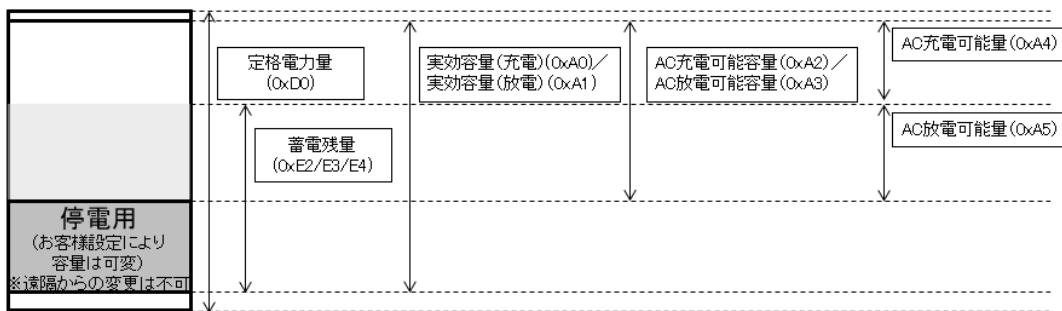 定格電力量
(0xD0)
実効容量(充電)(0xA0)／
実効容量(放電)(0xA1)
AC充電可能容量(0xA2)／
AC放電可能容量(0xA3)
AC充電可能量(0xA4)
AC放電可能量(0xA5)
蓄電残量
(0xE2/E3/E4)
停電用
(お客様設定により
容量は可変)
※遠隔からの変更は不可